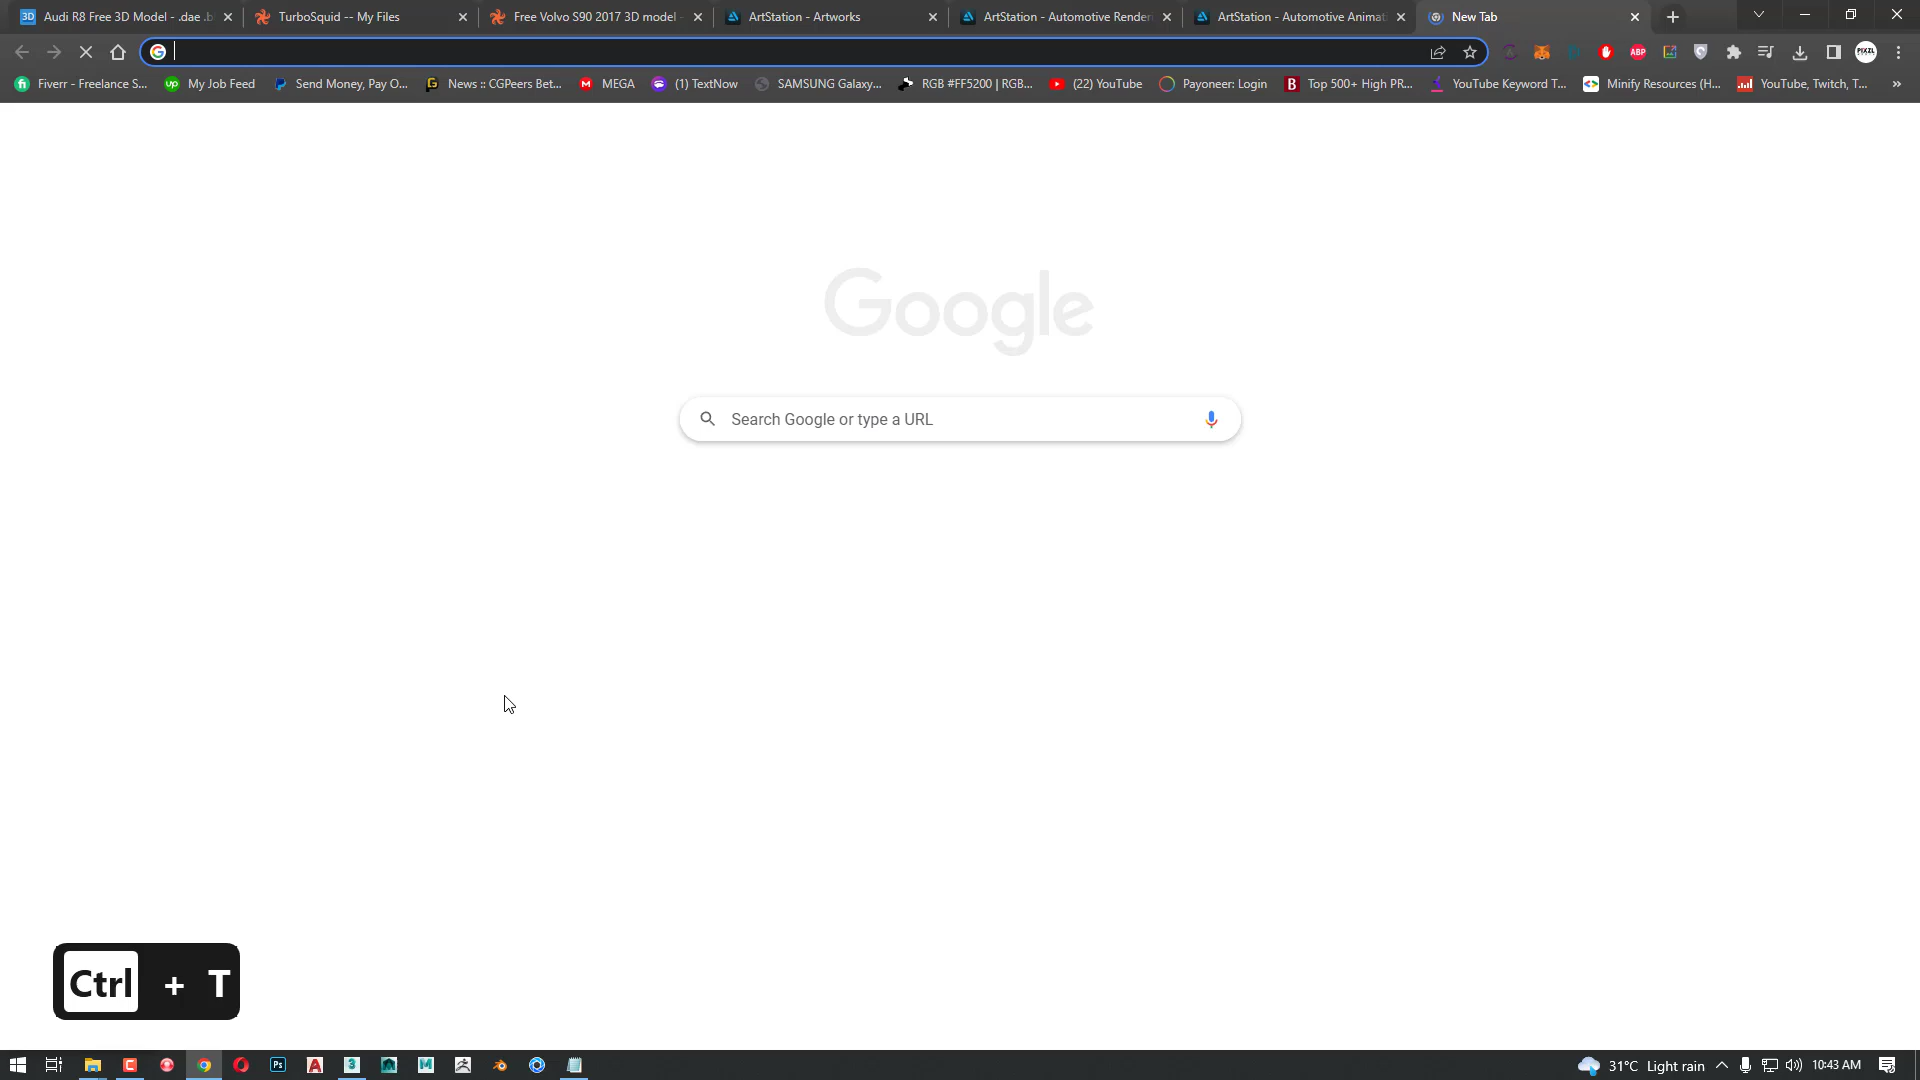 Audi R8 Free 3D Model - .dae .b
TurboSquid -- My Files
Free Volvo S90 2017 3D model -
ArtStation - Artworks
ArtStation - Automotive Renderi
ArtStation - Automotive Animati
New Tab
Fiverr - Freelance S...
My Job Feed
Send Money, Pay O...
News :: CGPeers Bet...
MEGA
(1) TextNow
SAMSUNG Galaxy...
RGB #FF5200 | RGB...
(22) YouTube
Payoneer: Login
Top 500+ High PR...
YouTube Keyword T...
Minify Resources (H...
YouTube, Twitch, T...
»
Google
Search Google or type a URL
Ctrl + T
31°C Light rain
10:43 AM